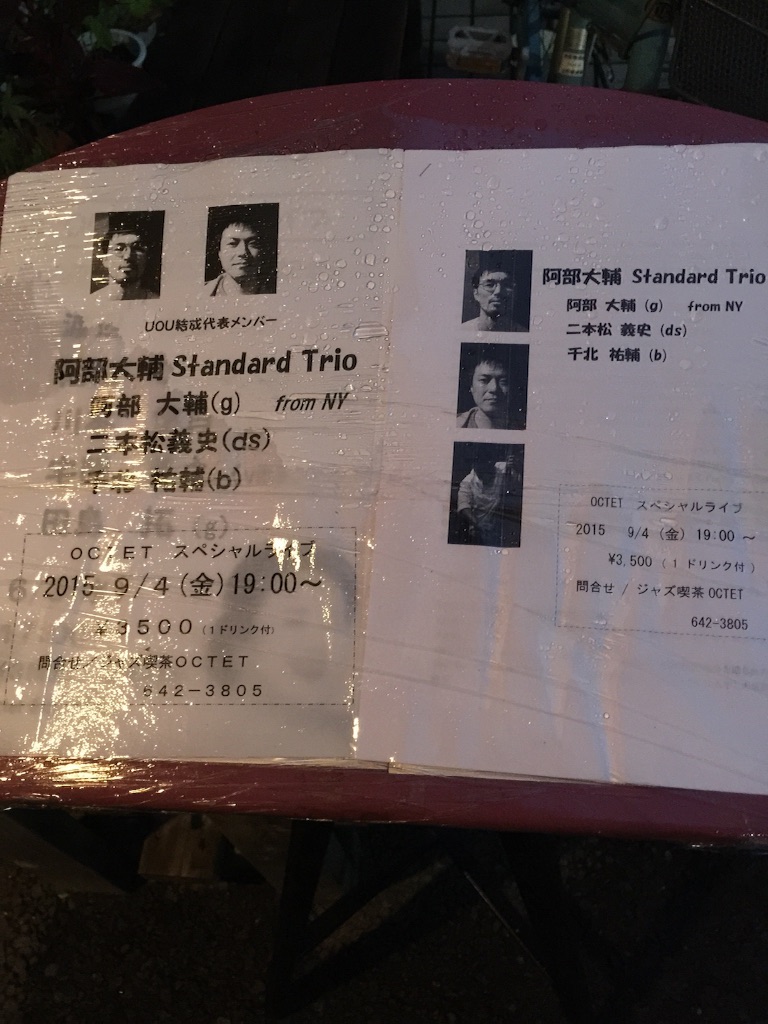 UOU結成代表メンバー
阿部大輔 Standard Trio
阿部 大輔(g) from NY
二本松義史(ds)
千北 祐輔(b)
OCTET スペシャルライブ
2015 9/4(金)19:00～
¥3500(1ドリンク付)
問合せ/ジャズ喫茶OCTET
642-3805
阿部大輔 Standard Trio
阿部 大輔(g) from NY
二本松 義史(ds)
千北 祐輔(b)
OCTET スペシャルライブ
2015 9/4(金) 19:00～
¥3,500(1ドリンク付)
問合せ / ジャズ喫茶 OCTET
642-3805